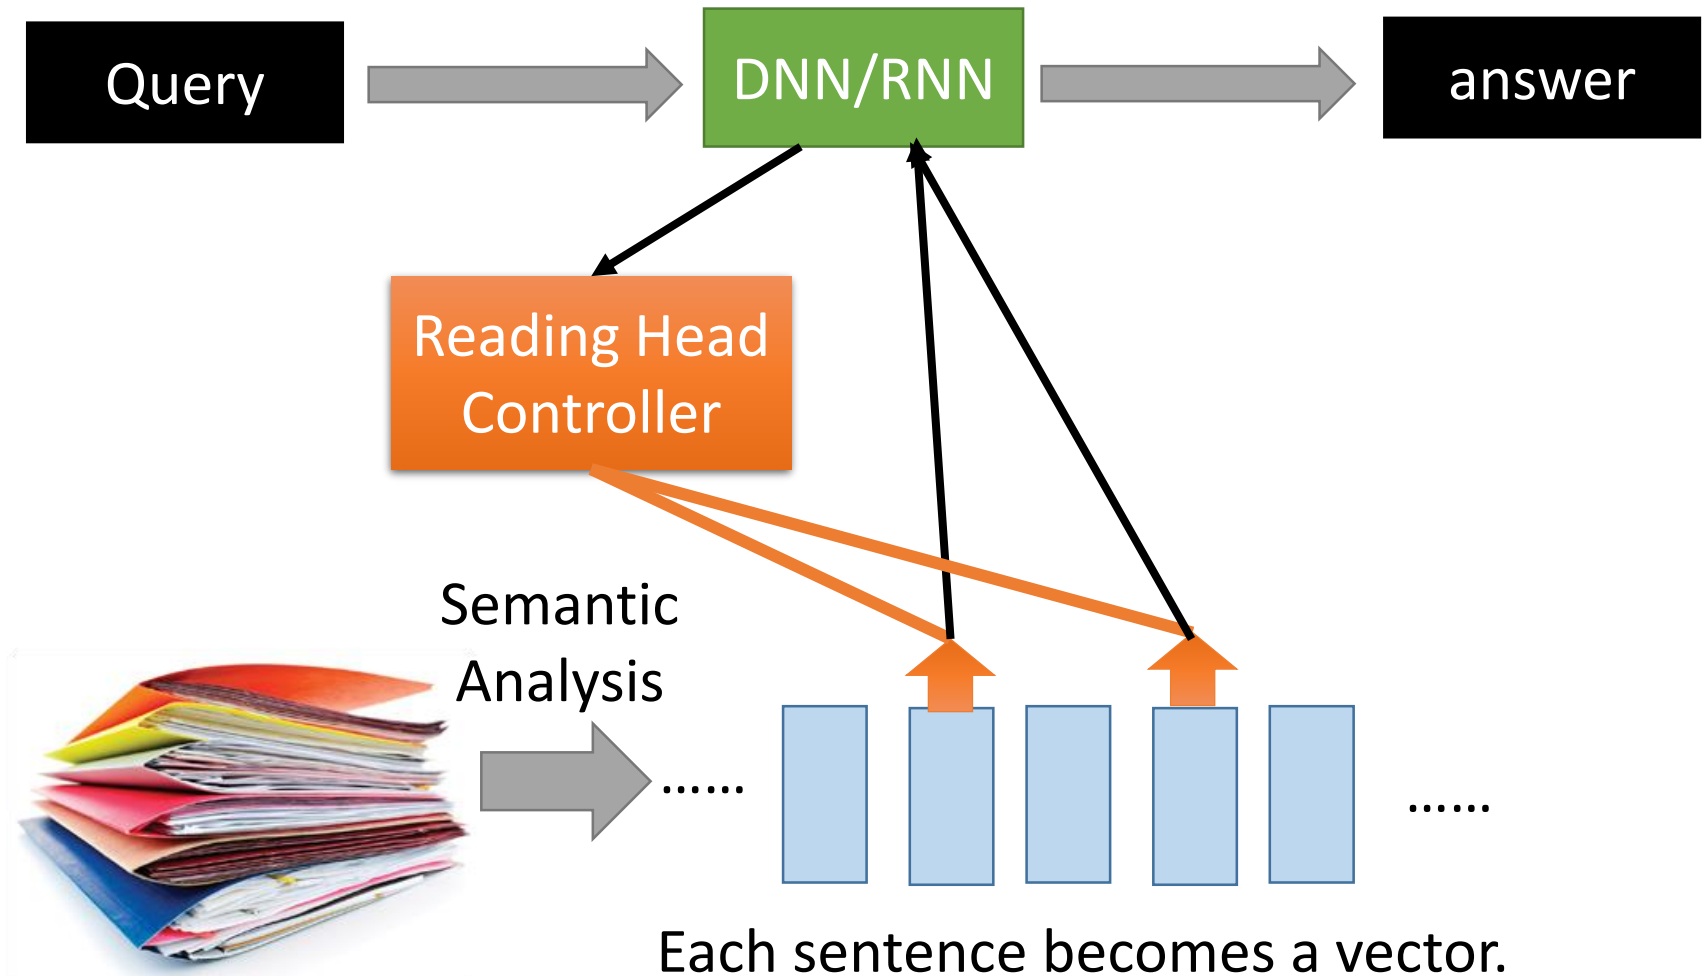 Query
DNN/RNN
answer
Reading Head
Controller
Semantic
Analysis
……
……
Each sentence becomes a vector.